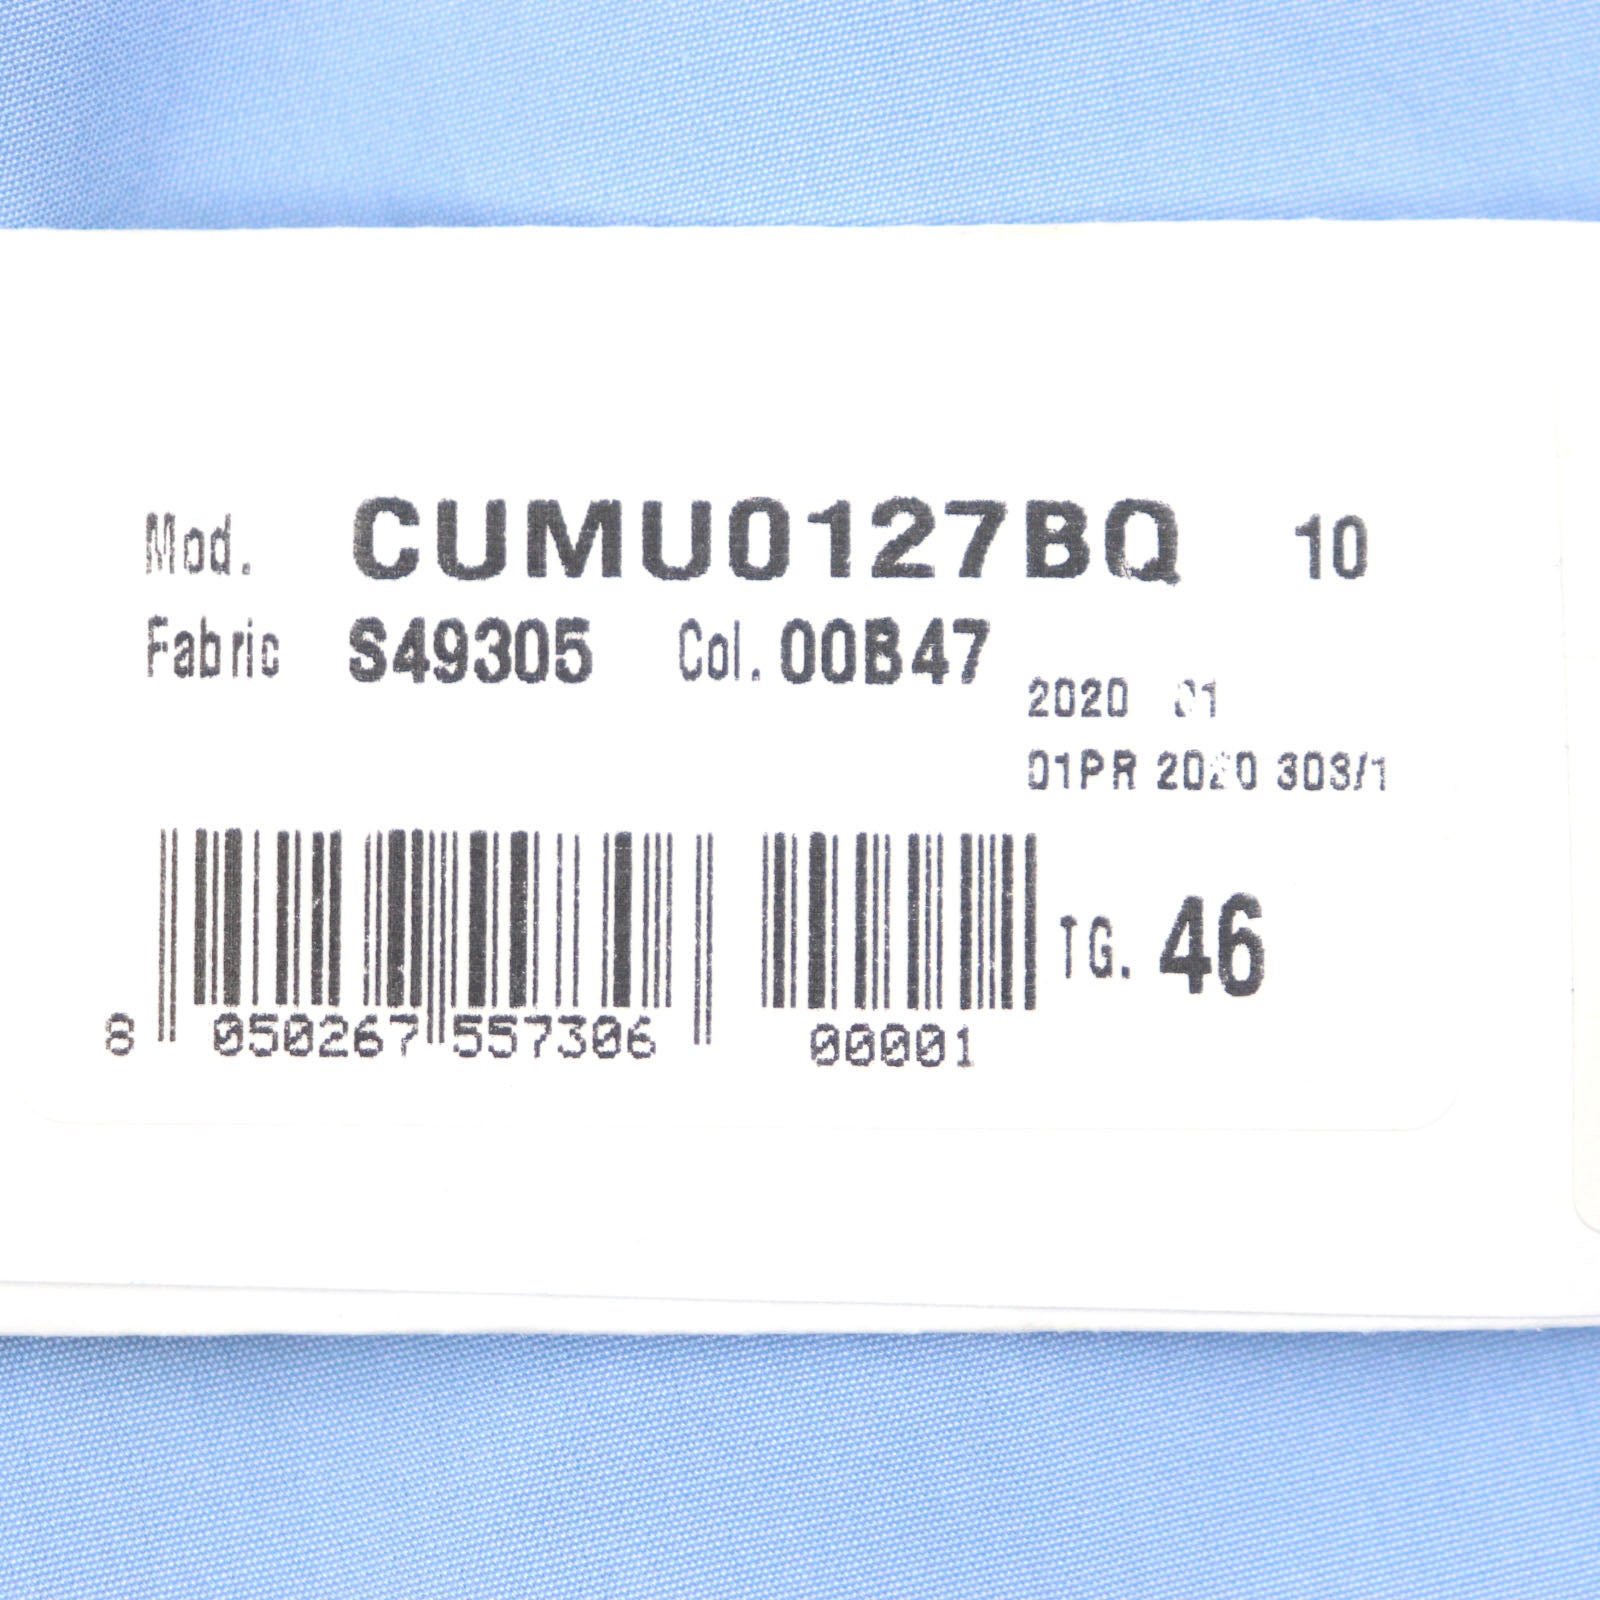 Mod. CUMU0127BQ 10
Fabric S49305 Col. 00B47
2020 01
01PR 2020 303/1
TG. 46
8 050267 557306 00001